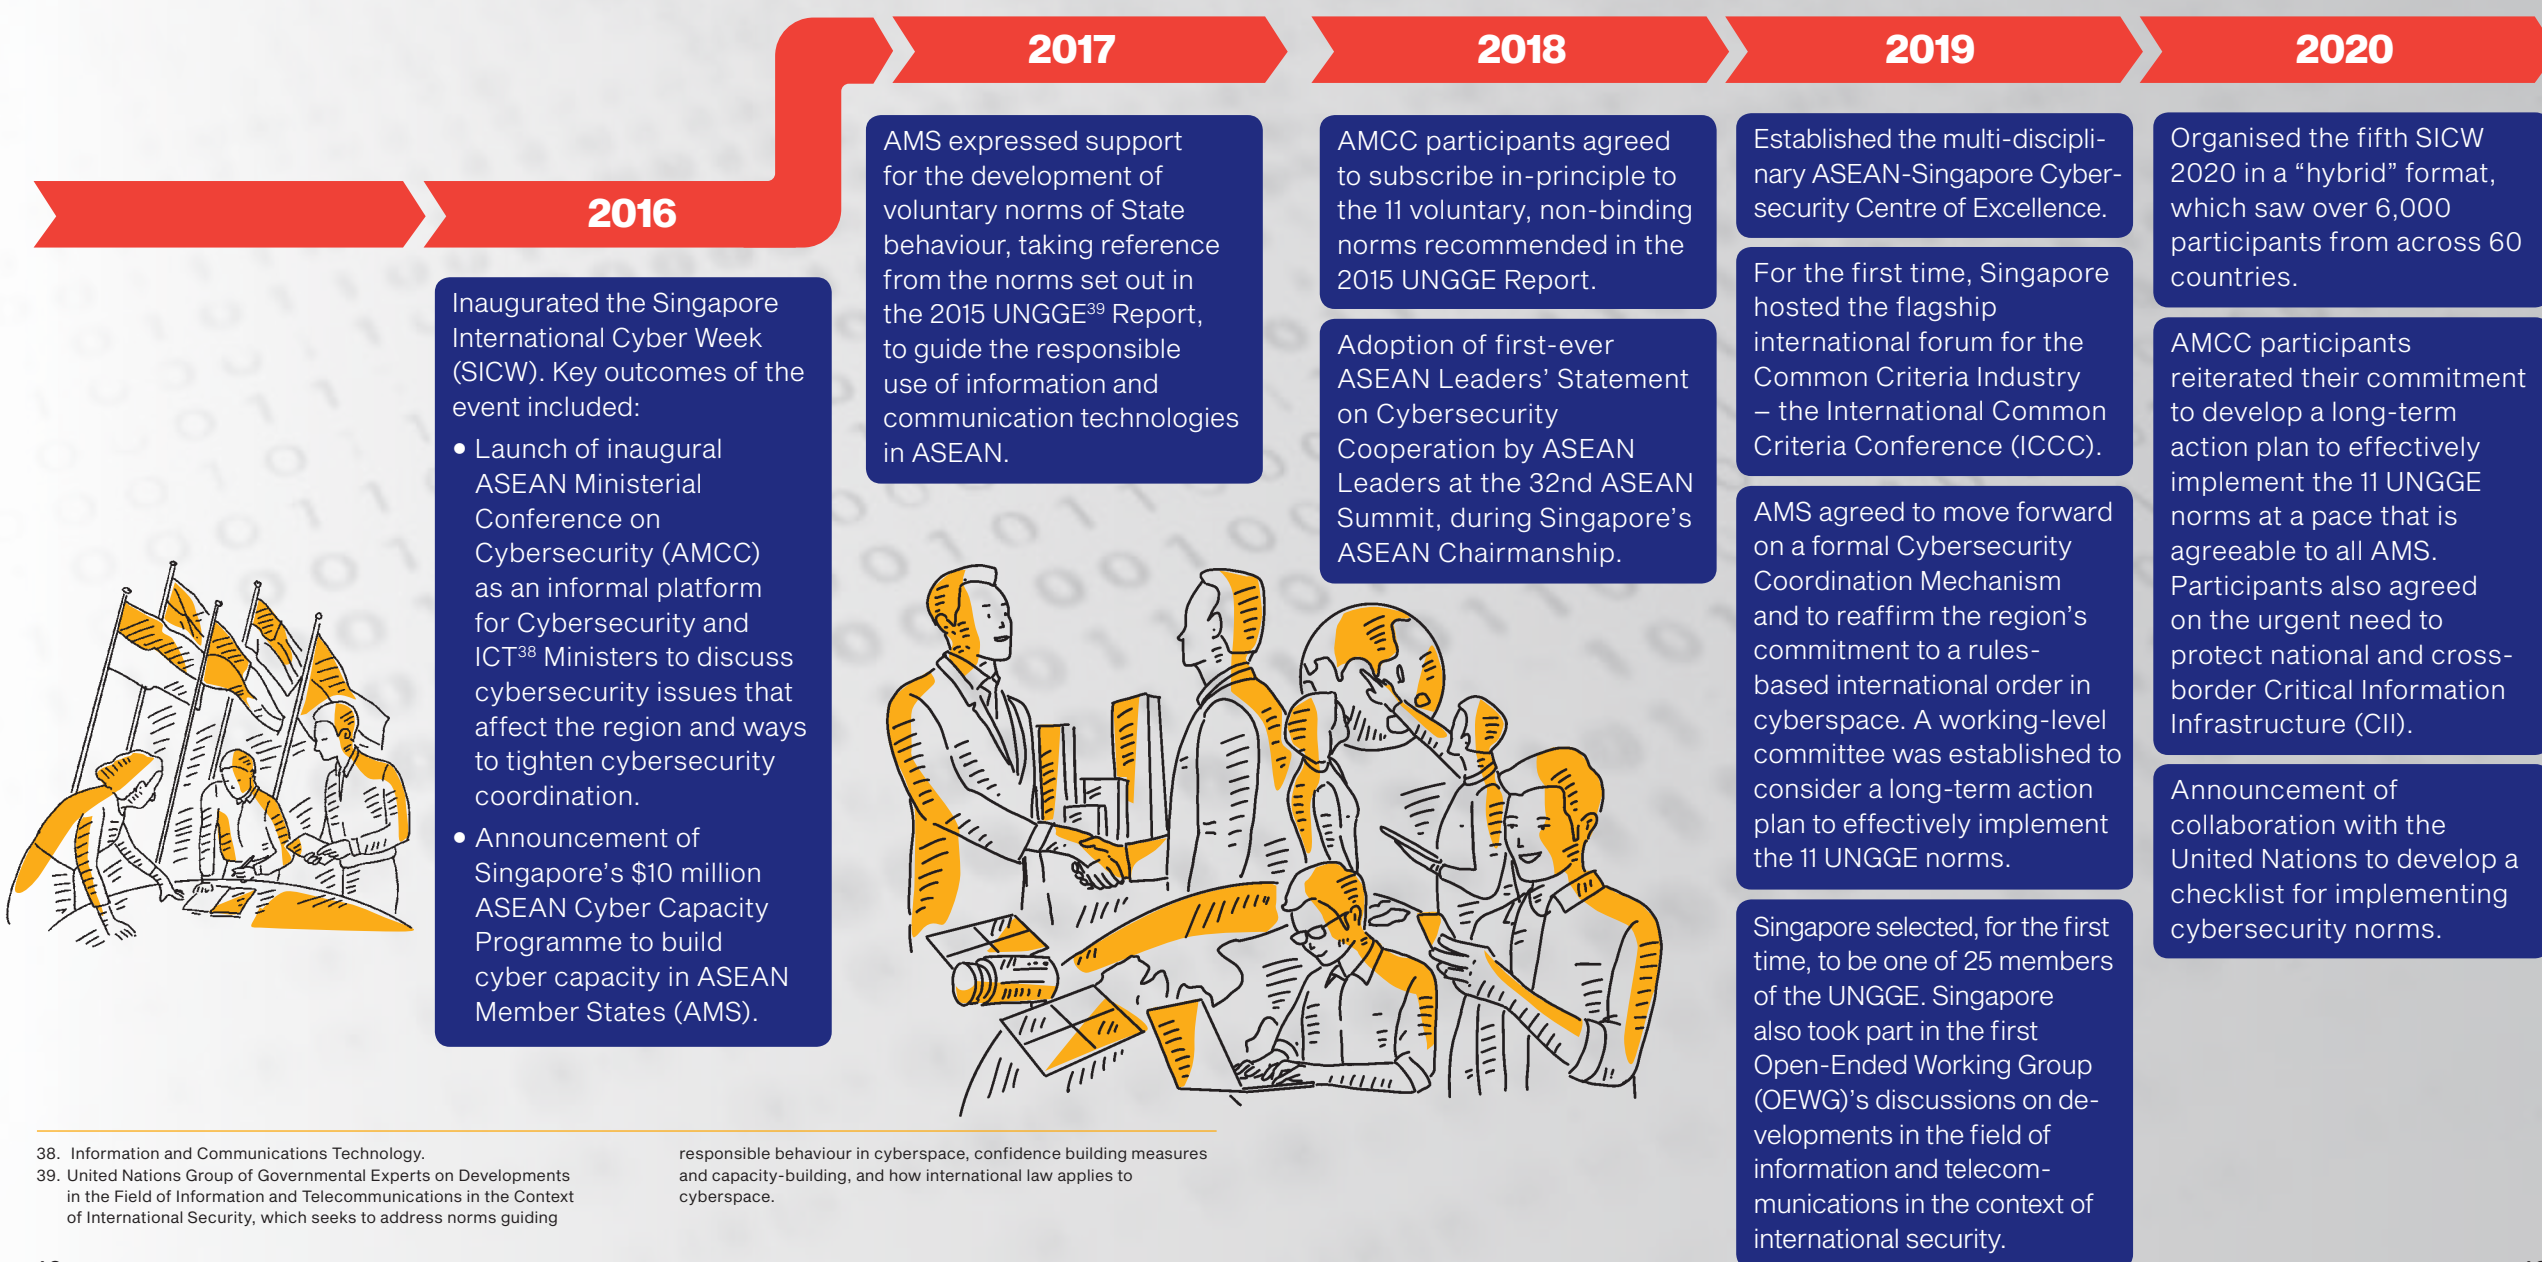 2016
Inaugurated the Singapore
International Cyber Week
(SICW). Key outcomes of the
event included:
• Launch of inaugural
ASEAN Ministerial
Conference on
Cybersecurity (AMCC)
as an informal platform
for Cybersecurity and
ICT38 Ministers to discuss
cybersecurity issues that
affect the region and ways
to tighten cybersecurity
coordination.
• Announcement of
Singapore’s $10 million
ASEAN Cyber Capacity
Programme to build
cyber capacity in ASEAN
Member States (AMS).
2017
AMS expressed support
for the development of
voluntary norms of State
behaviour, taking reference
from the norms set out in
the 2015 UNGGE39 Report,
to guide the responsible
use of information and
communication technologies
in ASEAN.
2018
AMCC participants agreed
to subscribe in-principle to
the 11 voluntary, non-binding
norms recommended in the
2015 UNGGE Report.
Adoption of first-ever
ASEAN Leaders’ Statement
on Cybersecurity
Cooperation by ASEAN
Leaders at the 32nd ASEAN
Summit, during Singapore’s
ASEAN Chairmanship.
2019
Established the multi-discipli-
nary ASEAN-Singapore Cyber-
security Centre of Excellence.
For the first time, Singapore
hosted the flagship
international forum for the
Common Criteria Industry
– the International Common
Criteria Conference (ICCC).
AMS agreed to move forward
on a formal Cybersecurity
Coordination Mechanism
and to reaffirm the region’s
commitment to a rules-
based international order in
cyberspace. A working-level
committee was established to
consider a long-term action
plan to effectively implement
the 11 UNGGE norms.
Singapore selected, for the first
time, to be one of 25 members
of the UNGGE. Singapore
also took part in the first
Open-Ended Working Group
(OEWG)’s discussions on de-
velopments in the field of
information and telecom-
munications in the context of
international security.
2020
Organised the fifth SICW
2020 in a “hybrid” format,
which saw over 6,000
participants from across 60
countries.
AMCC participants
reiterated their commitment
to develop a long-term
action plan to effectively
implement the 11 UNGGE
norms at a pace that is
agreeable to all AMS.
Participants also agreed
on the urgent need to
protect national and cross-
border Critical Information
Infrastructure (CII).
Announcement of
collaboration with the
United Nations to develop a
checklist for implementing
cybersecurity norms.
38. Information and Communications Technology.
39. United Nations Group of Governmental Experts on Developments
in the Field of Information and Telecommunications in the Context
of International Security, which seeks to address norms guiding
responsible behaviour in cyberspace, confidence building measures
and capacity-building, and how international law applies to
cyberspace.